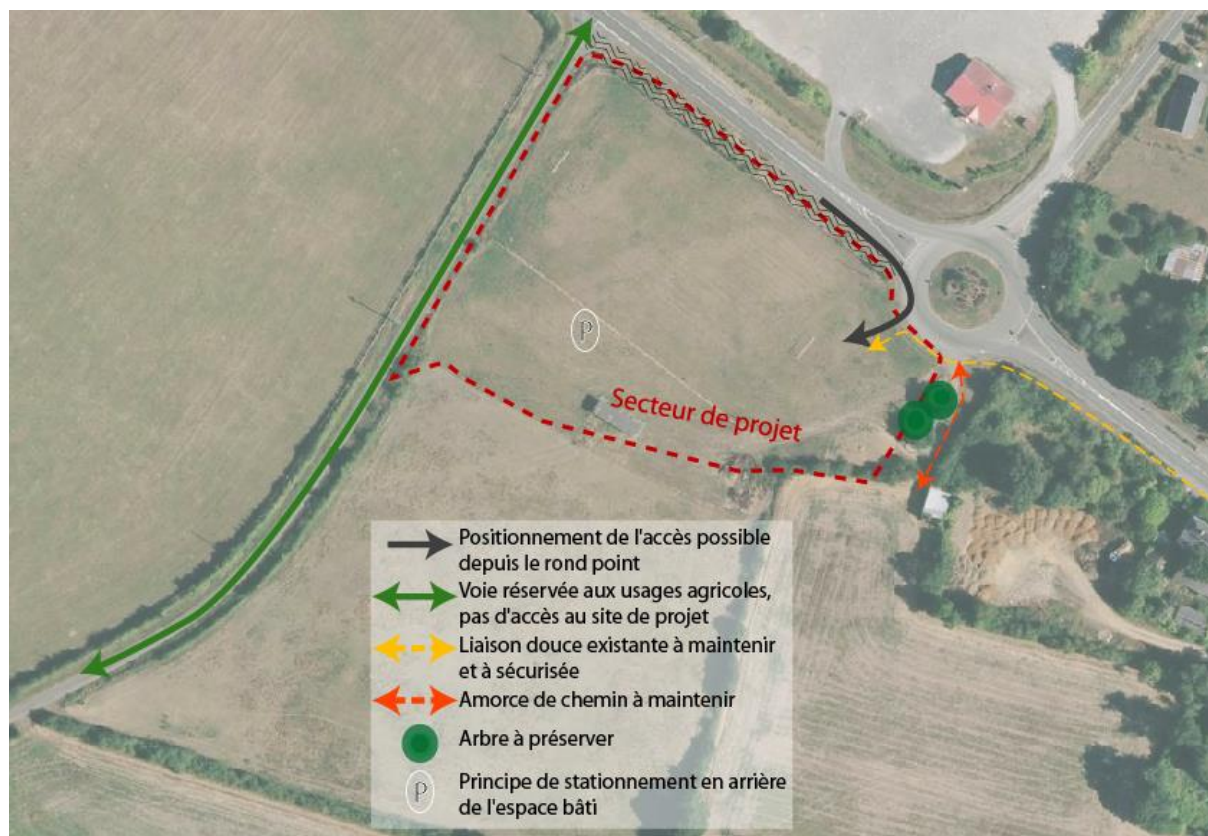 P
Secteur de projet
Positionnement de l'accès possible
depuis le rond point
Voie réservée aux usages agricoles,
pas d'accès au site de projet
Liaison douce existante à maintenir
et à sécurisée
Amorce de chemin à maintenir
Arbre à préserver
P
Principe de stationnement en arrière
de l'espace bâti